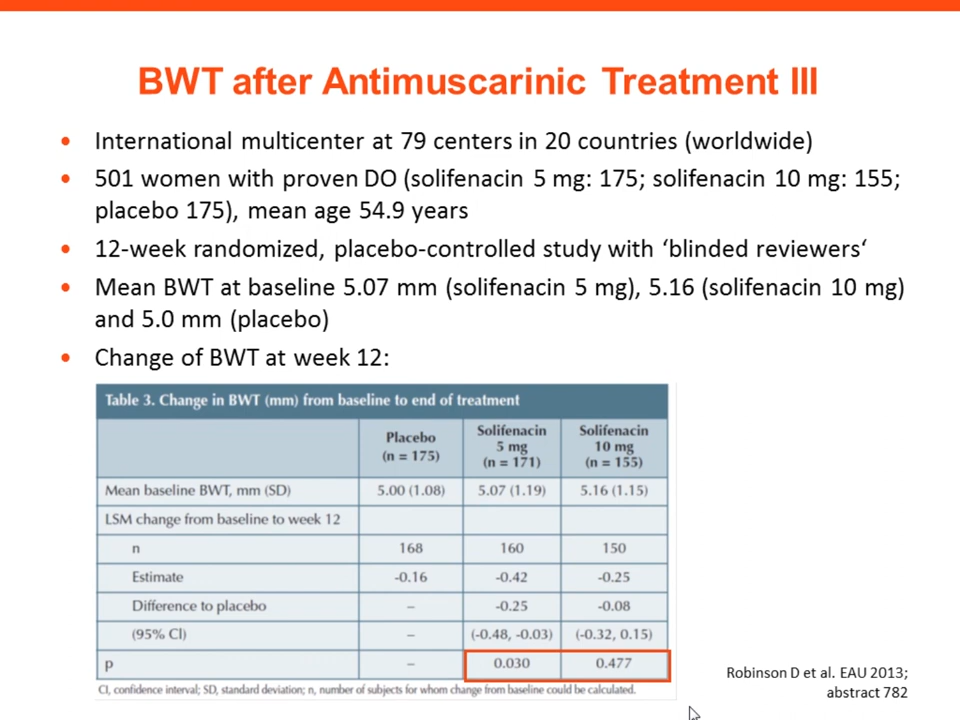 BWT after Antimuscarinic Treatment III
• International multicenter at 79 centers in 20 countries (worldwide)
• 501 women with proven DO (solifenacin 5 mg: 175; solifenacin 10 mg: 155;
placebo 175), mean age 54.9 years
• 12-week randomized, placebo-controlled study with ‘blinded reviewers‘
• Mean BWT at baseline 5.07 mm (solifenacin 5 mg), 5.16 (solifenacin 10 mg)
and 5.0 mm (placebo)
• Change of BWT at week 12:
Table 3. Change in BWT (mm) from baseline to end of treatment
Placebo (n = 175) Solifenacin 5 mg (n = 171) Solifenacin 10 mg (n = 155)
Mean baseline BWT, mm (SD) 5.00 (1.08) 5.07 (1.19) 5.16 (1.15)
LSM change from baseline to week 12
n 168 160 150
Estimate -0.16 -0.42 -0.25
Difference to placebo – -0.25 -0.08
(95% CI) – (-0.48, -0.03) (-0.32, 0.15)
p – 0.030 0.477
CI, confidence interval; SD, standard deviation; n, number of subjects for whom change from baseline could be calculated.
Robinson D et al. EAU 2013;
abstract 782